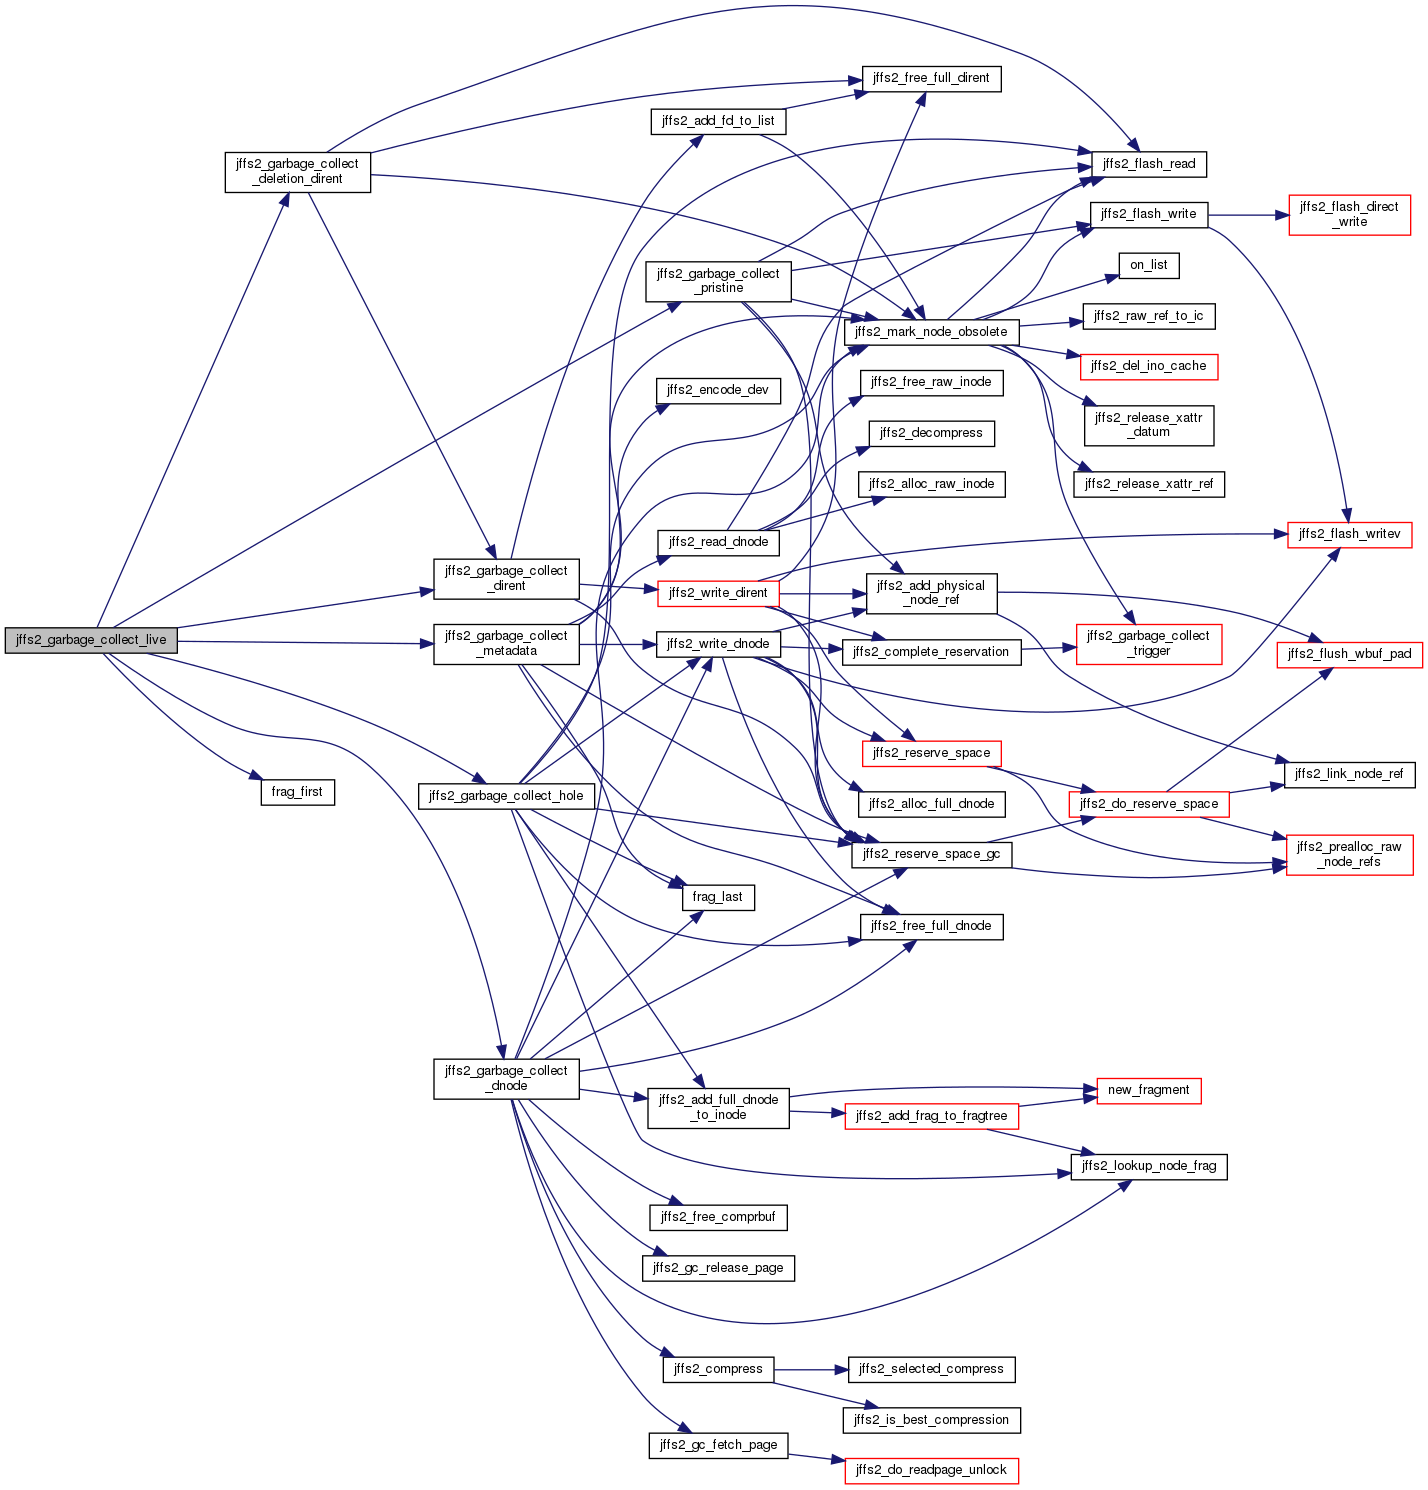 jffs2_garbage_collect_live
jffs2_garbage_collect
_deletion_dirent
jffs2_garbage_collect
_dirent
jffs2_garbage_collect
_metadata
frag_first
jffs2_garbage_collect_hole
jffs2_garbage_collect
_dnode
jffs2_add_fd_to_list
jffs2_garbage_collect
_pristine
jffs2_encode_dev
jffs2_read_dnode
jffs2_write_dirent
jffs2_write_dnode
frag_last
jffs2_add_full_dnode
_to_inode
jffs2_free_comprbuf
jffs2_gc_release_page
jffs2_compress
jffs2_gc_fetch_page
jffs2_free_full_dirent
jffs2_mark_node_obsolete
jffs2_free_raw_inode
jffs2_decompress
jffs2_alloc_raw_inode
jffs2_add_physical
_node_ref
jffs2_complete_reservation
jffs2_reserve_space
jffs2_alloc_full_dnode
jffs2_reserve_space_gc
jffs2_free_full_dnode
jffs2_add_frag_to_fragtree
jffs2_selected_compress
jffs2_is_best_compression
jffs2_do_readpage_unlock
jffs2_flash_read
jffs2_flash_write
on_list
jffs2_raw_ref_to_ic
jffs2_del_ino_cache
jffs2_release_xattr
_datum
jffs2_release_xattr_ref
jffs2_garbage_collect
_trigger
jffs2_do_reserve_space
new_fragment
jffs2_lookup_node_frag
jffs2_flash_direct
_write
jffs2_flash_writev
jffs2_flush_wbuf_pad
jffs2_link_node_ref
jffs2_prealloc_raw
_node_refs